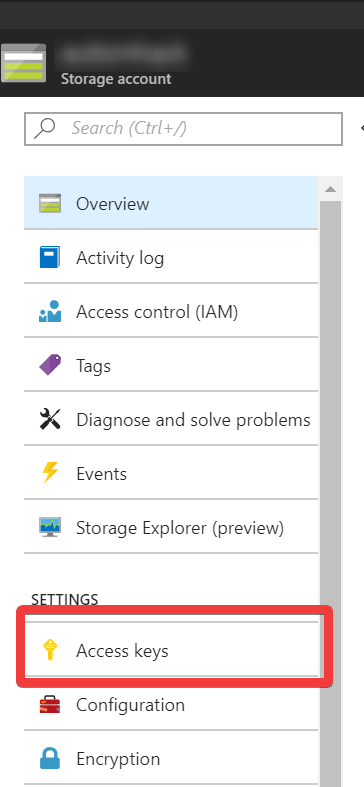 Storage account
Search (Ctrl+/)
Overview
Activity log
Access control (IAM)
Tags
Diagnose and solve problems
Events
Storage Explorer (preview)
SETTINGS
Access keys
Configuration
Encryption